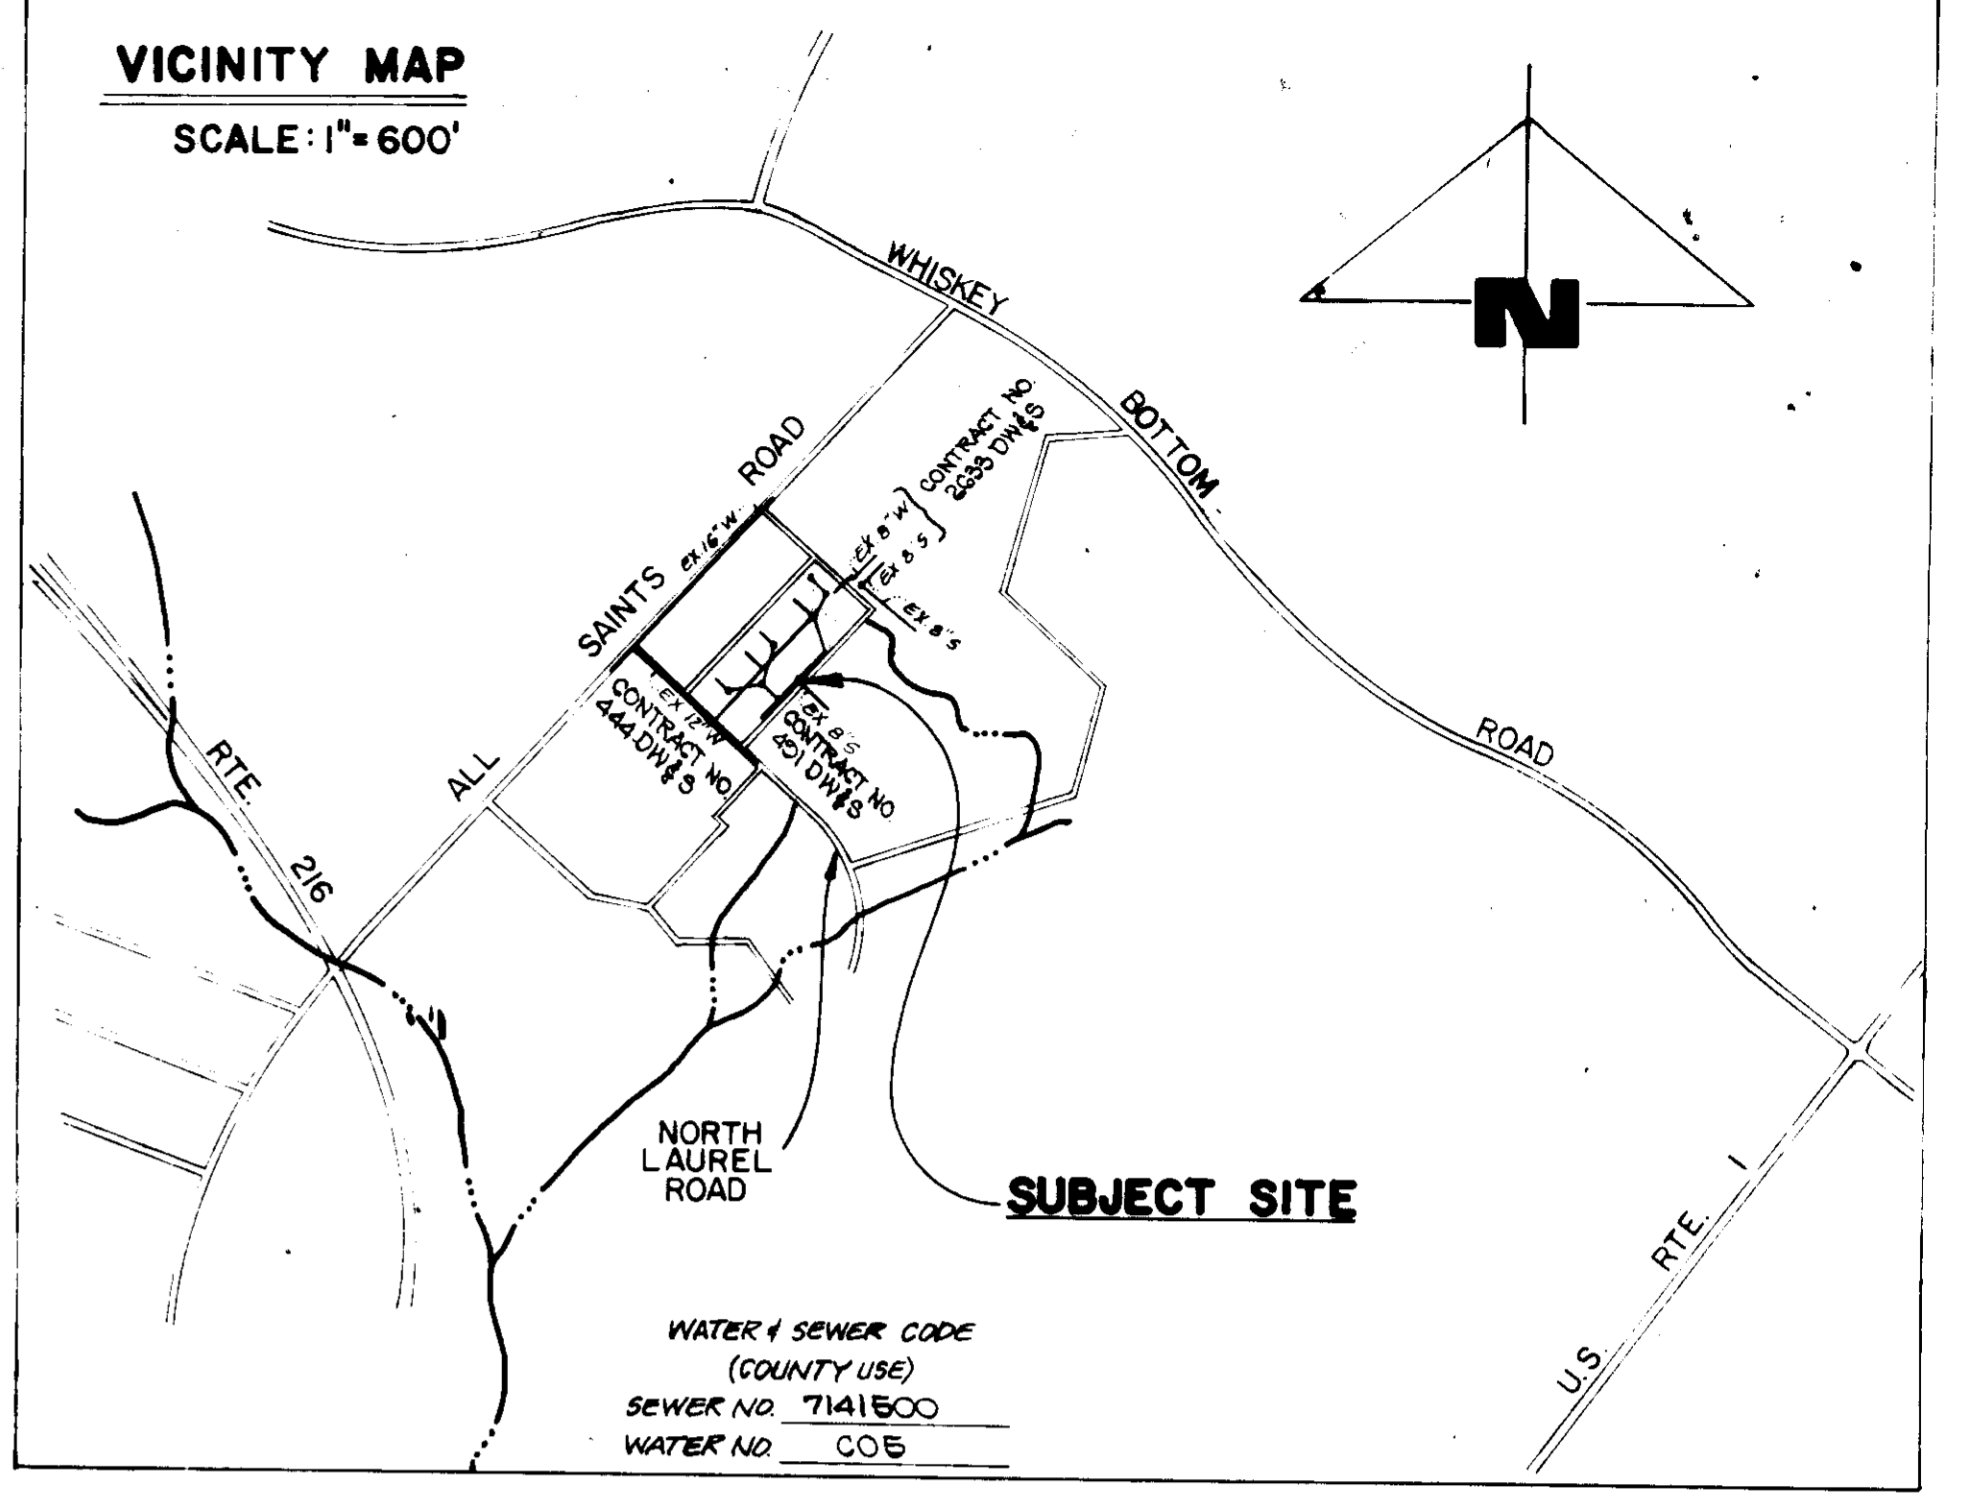 VICINITY MAP
SCALE: 1" = 600'
N
WHISKEY
BOTTOM
ROAD
ALL
SAINTS
ROAD
EX. 16" W
EX. 8" W
EX 8" S
CONTRACT NO.
2633 DW&S
EX. 8" S
EX 12" W
CONTRACT NO.
444 DW&S
EX 8" S
CONTRACT NO.
491 DW&S
RTE.
216
NORTH
LAUREL
ROAD
SUBJECT SITE
U.S.
RTE.
1
WATER & SEWER CODE
(COUNTY USE)
SEWER NO. 7141500
WATER NO. C05